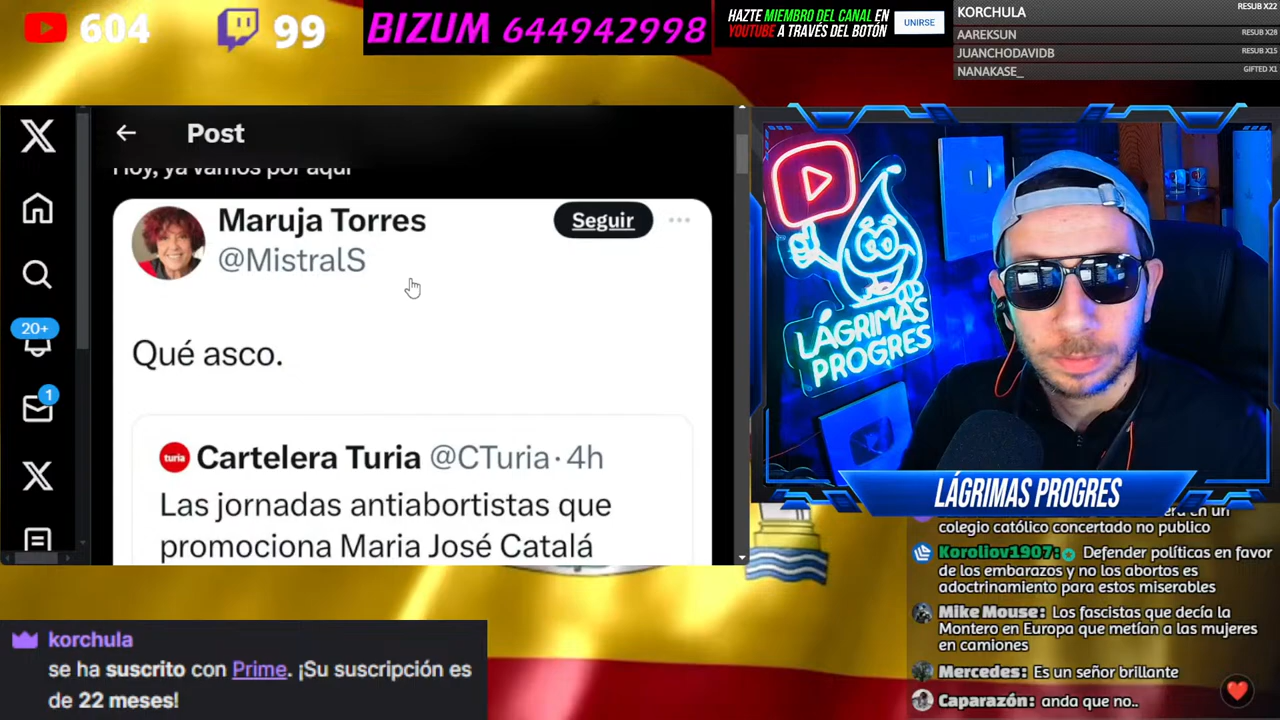 604
99
BIZUM 644942998
HAZTE MIEMBRO DEL CANAL EN
YOUTUBE A TRAVÉS DEL BOTÓN
UNIRSE
KORCHULA RESUB X22
AAREKSUN RESUB X28
JUANCHODAVIDB RESUB X15
NANAKASE_ GIFTED X1
Post
Hoy, ya vamos por aquí
Maruja Torres
@MistralS
Seguir
20+
1
Qué asco.
turia
Cartelera Turia @CTuria · 4h
Las jornadas antiabortistas que
promociona Maria José Catalá
LÁGRIMAS
PROGRES
LÁGRIMAS PROGRES
en un
colegio católico concertado no publico
Koroliov1907: Defender políticas en favor
de los embarazos y no los abortos es
adoctrinamiento para estos miserables
Mike Mouse: Los fascistas que decía la
Montero en Europa que metían a las mujeres
en camiones
Mercedes: Es un señor brillante
Caparazón: anda que no..
korchula
se ha suscrito con Prime. ¡Su suscripción es
de 22 meses!